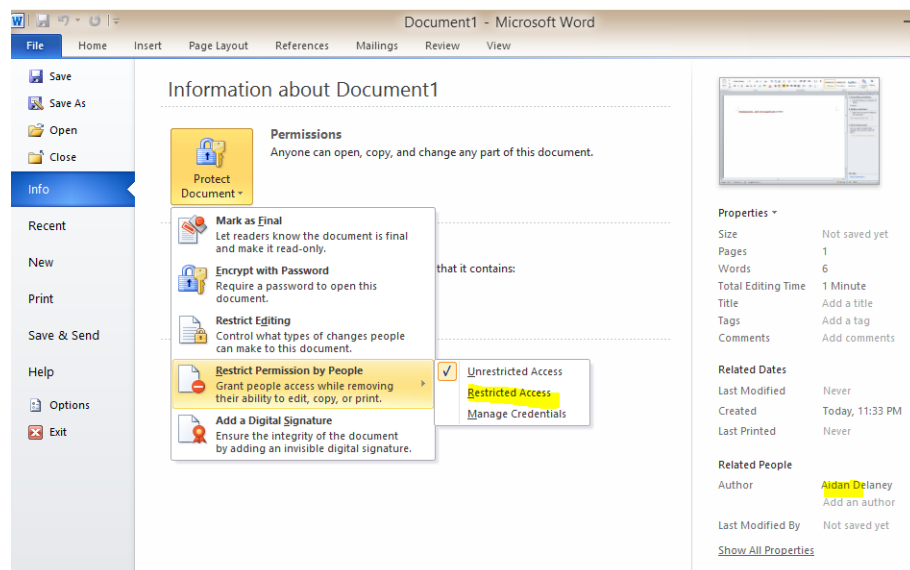 Document1 - Microsoft Word
File Home Insert Page Layout References Mailings Review View
Save
Save As
Open
Close
Info
Recent
New
Print
Save & Send
Help
Options
Exit
Information about Document1
Protect
Document
Permissions
Anyone can open, copy, and change any part of this document.
Mark as Final
Let readers know the document is final
and make it read-only.
Encrypt with Password
Require a password to open this
document.
Restrict Editing
Control what types of changes people
can make to this document.
Restrict Permission by People
Grant people access while removing
their ability to edit, copy, or print.
Add a Digital Signature
Ensure the integrity of the document
by adding an invisible digital signature.
that it contains:
Unrestricted Access
Restricted Access
Manage Credentials
Properties
Size Not saved yet
Pages 1
Words 6
Total Editing Time 1 Minute
Title Add a title
Tags Add a tag
Comments Add comments
Related Dates
Last Modified Never
Created Today, 11:33 PM
Last Printed Never
Related People
Author Aidan Delaney
Add an author
Last Modified By Not saved yet
Show All Properties